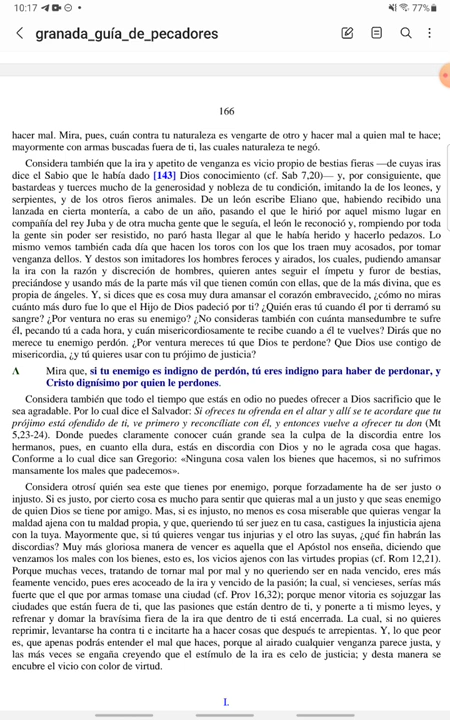 10:17
77%
granada_guía_de_pecadores
166
hacer mal. Mira, pues, cuán contra tu naturaleza es vengarte de otro y hacer mal a quien mal te hace;
mayormente con armas buscadas fuera de ti, las cuales naturaleza te negó.
Considera también que la ira y apetito de venganza es vicio propio de bestias fieras —de cuyas iras
dice el Sabio que le había dado [143] Dios conocimiento (cf. Sab 7,20)— y, por consiguiente, que
bastardeas y tuerces mucho de la generosidad y nobleza de tu condición, imitando la de los leones, y
serpientes, y de los otros fieros animales. De un león escribe Eliano que, habiendo recibido una
lanzada en cierta montería, a cabo de un año, pasando el que le hirió por aquel mismo lugar en
compañía del rey Juba y de otra mucha gente que le seguía, el león le reconoció y, rompiendo por toda
la gente sin poder ser resistido, no paró hasta llegar al que le había herido y hacerlo pedazos. Lo
mismo vemos también cada día que hacen los toros con los que los traen muy acosados, por tomar
venganza dellos. Y destos son imitadores los hombres feroces y airados, los cuales, pudiendo amansar
la ira con la razón y discreción de hombres, quieren antes seguir el ímpetu y furor de bestias,
preciándose y usando más de la parte más vil que tienen común con ellas, que de la más divina, que es
propia de ángeles. Y, si dices que es cosa muy dura amansar el corazón embravecido, ¿cómo no miras
cuánto más duro fue lo que el Hijo de Dios padeció por ti? ¿Quién eras tú cuando él por ti derramó su
sangre? ¿Por ventura no eras su enemigo? ¿No consideras también con cuánta mansedumbre te sufre
él, pecando tú a cada hora, y cuán misericordiosamente te recibe cuando a él te vuelves? Dirás que no
merece tu enemigo perdón. ¿Por ventura mereces tú que Dios te perdone? Que Dios use contigo de
misericordia, ¿y tú quieres usar con tu prójimo de justicia?
A Mira que, si tu enemigo es indigno de perdón, tú eres indigno para haber de perdonar, y
Cristo dignísimo por quien le perdones.
Considera también que todo el tiempo que estás en odio no puedes ofrecer a Dios sacrificio que le
sea agradable. Por lo cual dice el Salvador: Si ofreces tu ofrenda en el altar y allí se te acordare que tu
prójimo está ofendido de ti, ve primero y reconcíliate con él, y entonces vuelve a ofrecer tu don (Mt
5,23-24). Donde puedes claramente conocer cuán grande sea la culpa de la discordia entre los
hermanos, pues, en cuanto ella dura, estás en discordia con Dios y no le agrada cosa que hagas.
Conforme a lo cual dice san Gregorio: «Ninguna cosa valen los bienes que hacemos, si no sufrimos
mansamente los males que padecemos».
Considera otrosí quién sea este que tienes por enemigo, porque forzadamente ha de ser justo o
injusto. Si es justo, por cierto cosa es mucho para sentir que quieras mal a un justo y que seas enemigo
de quien Dios se tiene por amigo. Mas, si es injusto, no menos es cosa miserable que quieras vengar la
maldad ajena con tu maldad propia, y que, queriendo tú ser juez en tu casa, castigues la injusticia ajena
con la tuya. Mayormente que, si tú quieres vengar tus injurias y el otro las suyas, ¿qué fin habrán las
discordias? Muy más gloriosa manera de vencer es aquella que el Apóstol nos enseña, diciendo que
venzamos los males con los bienes, esto es, los vicios ajenos con las virtudes propias (cf. Rom 12,21).
Porque muchas veces, tratando de tornar mal por mal y no queriendo ser en nada vencido, eres más
feamente vencido, pues eres acoceado de la ira y vencido de la pasión; la cual, si vencieses, serías más
fuerte que el que por armas tomase una ciudad (cf. Prov 16,32); porque menor vitoria es sojuzgar las
ciudades que están fuera de ti, que las pasiones que están dentro de ti, y ponerte a ti mismo leyes, y
refrenar y domar la bravísima fiera de la ira que dentro de ti está encerrada. La cual, si no quieres
reprimir, levantarse ha contra ti e incitarte ha a hacer cosas que después te arrepientas. Y, lo que peor
es, que apenas podrás entender el mal que haces, porque al airado cualquier venganza parece justa, y
las más veces se engaña creyendo que el estímulo de la ira es celo de justicia; y desta manera se
encubre el vicio con color de virtud.
I.